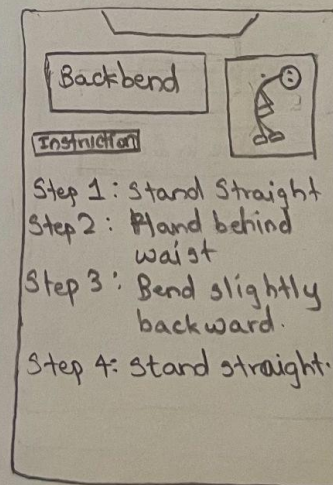 Backbend
Instruction
Step 1: Stand Straight
Step 2: Hand behind
waist
Step 3: Bend slightly
backward.
Step 4: Stand straight.